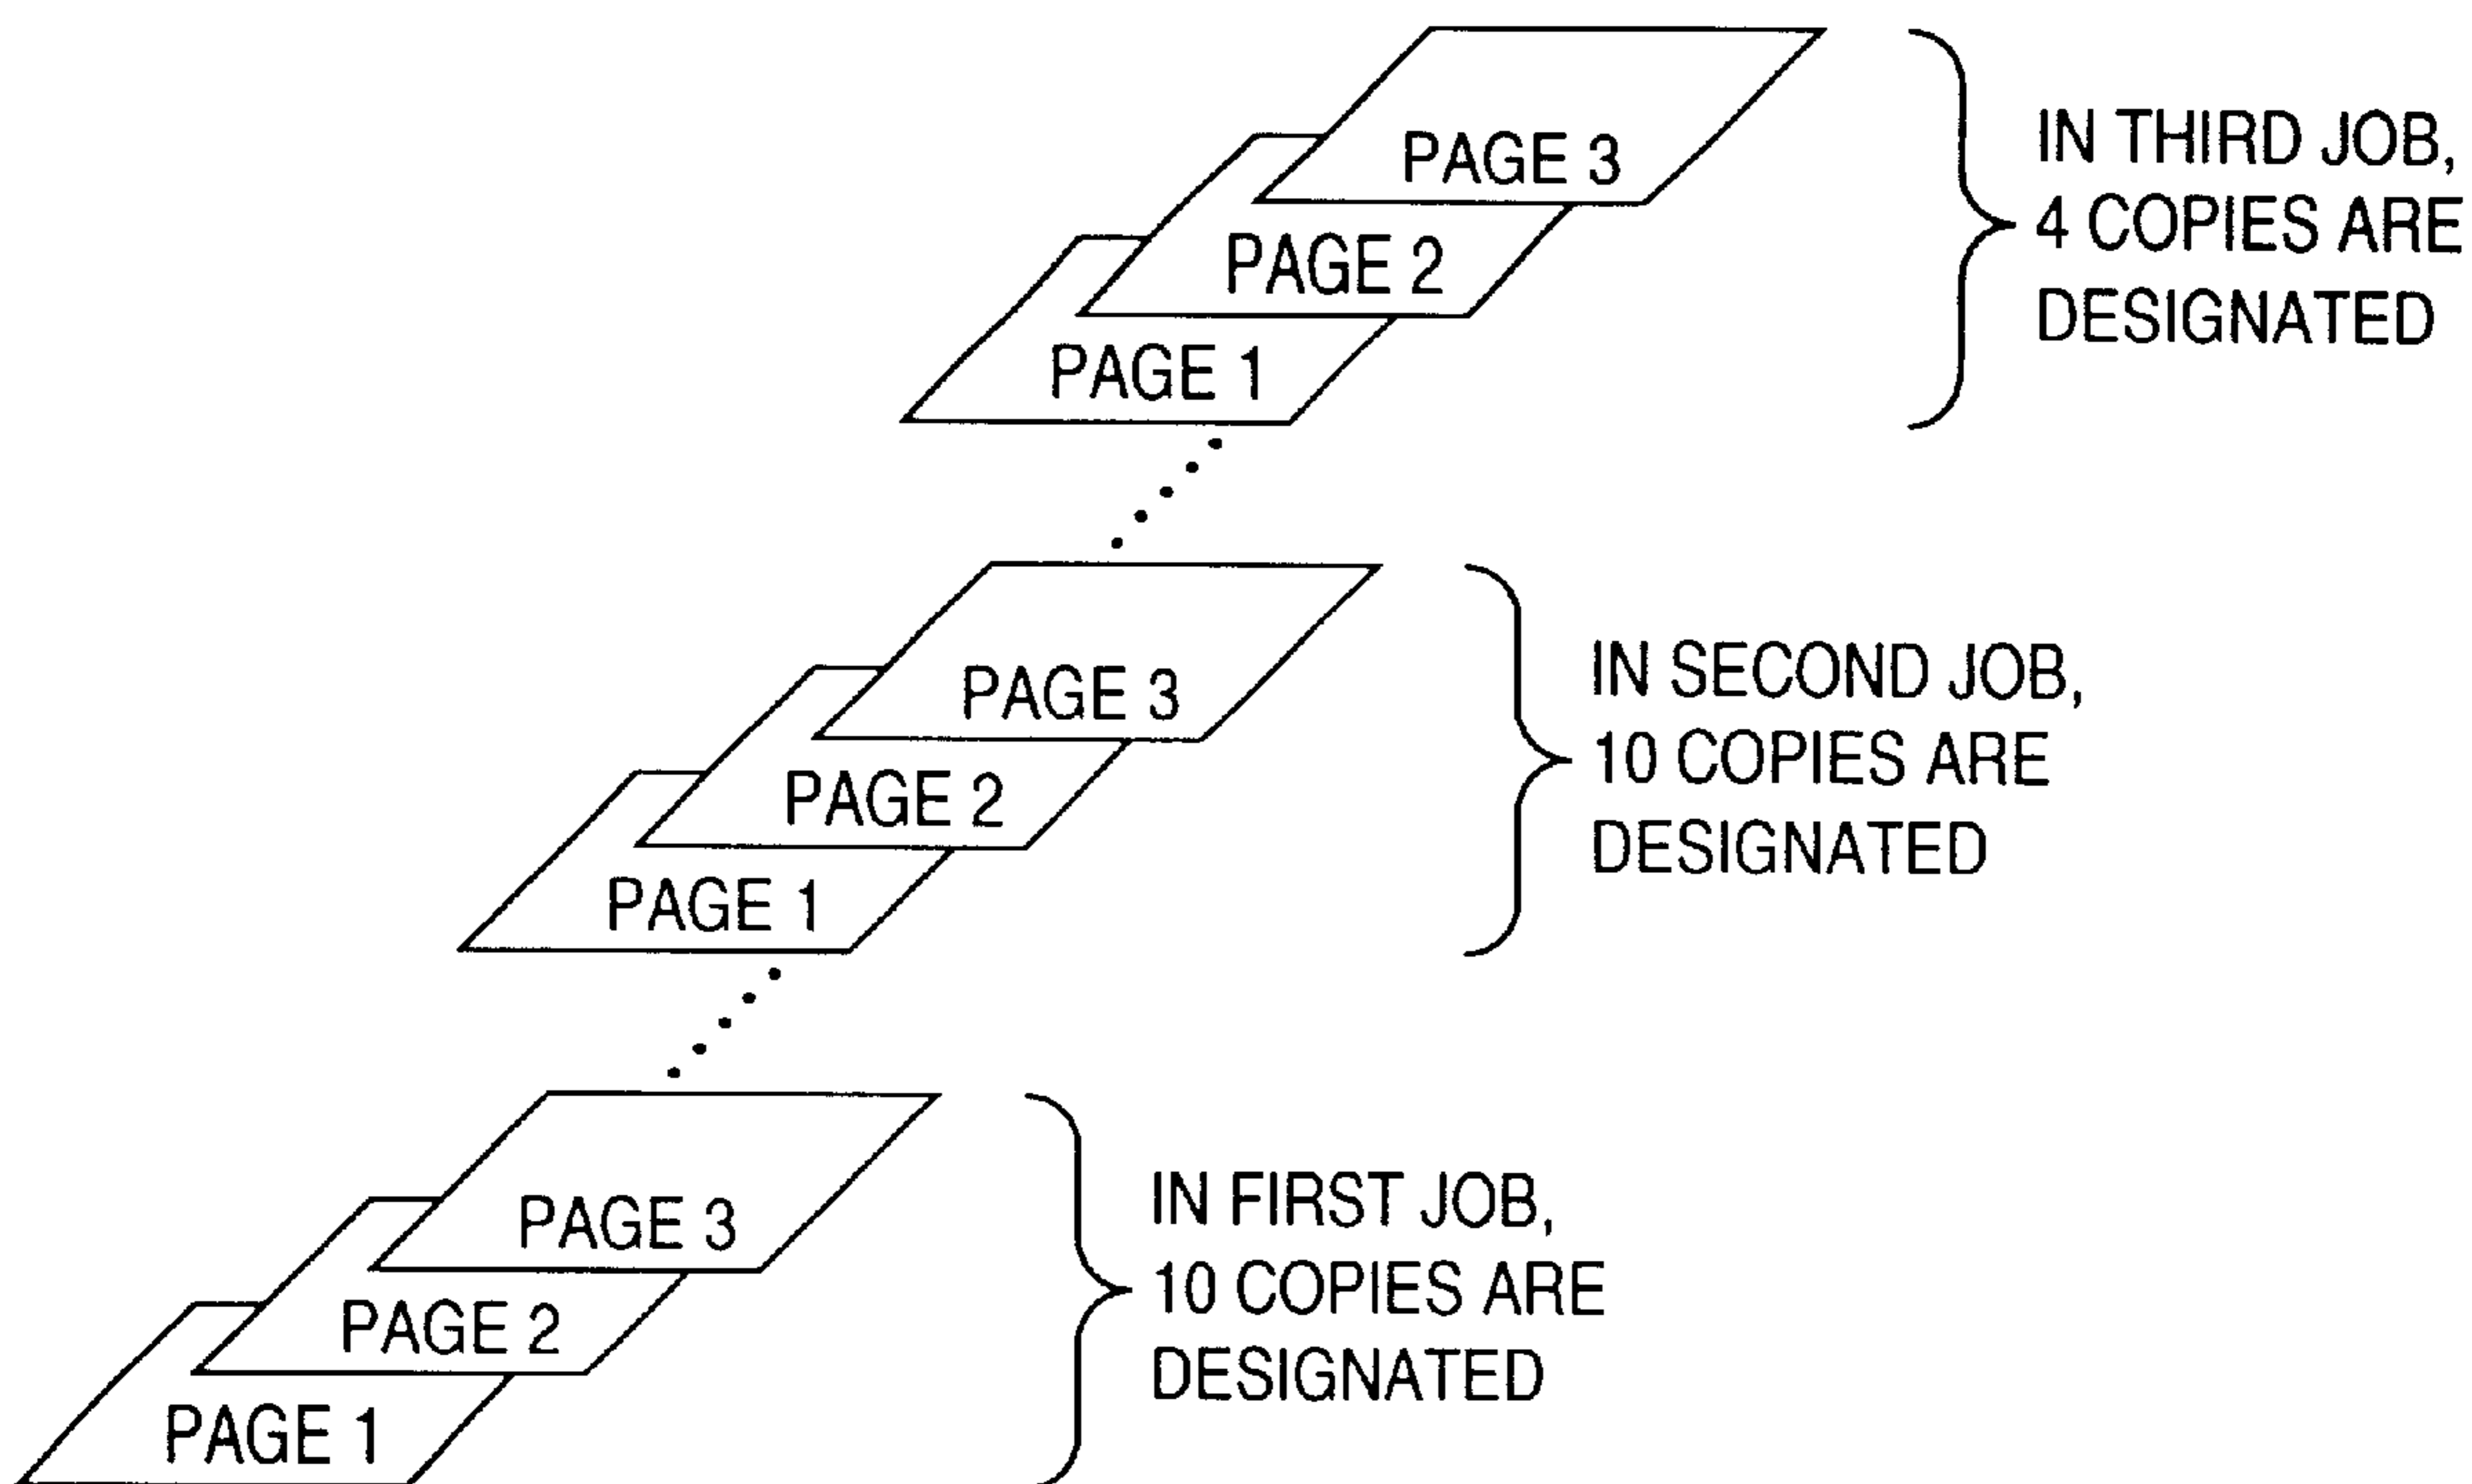 PAGE 3
PAGE 2
PAGE 1
IN THIRD JOB,
4 COPIES ARE
DESIGNATED
PAGE 3
PAGE 2
PAGE 1
IN SECOND JOB,
10 COPIES ARE
DESIGNATED
PAGE 3
PAGE 2
PAGE 1
IN FIRST JOB,
10 COPIES ARE
DESIGNATED